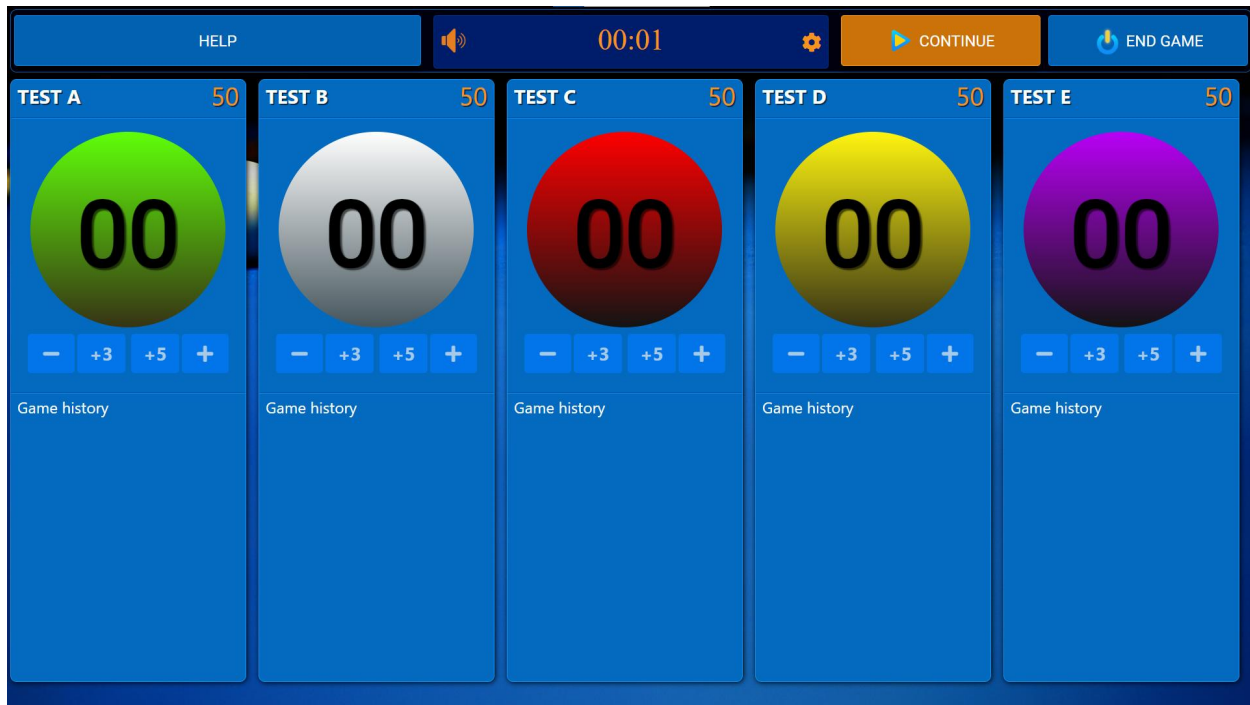 HELP
00:01
CONTINUE
END GAME
TEST A 50
00
− +3 +5 +
Game history
TEST B 50
00
− +3 +5 +
Game history
TEST C 50
00
− +3 +5 +
Game history
TEST D 50
00
− +3 +5 +
Game history
TEST E 50
00
− +3 +5 +
Game history